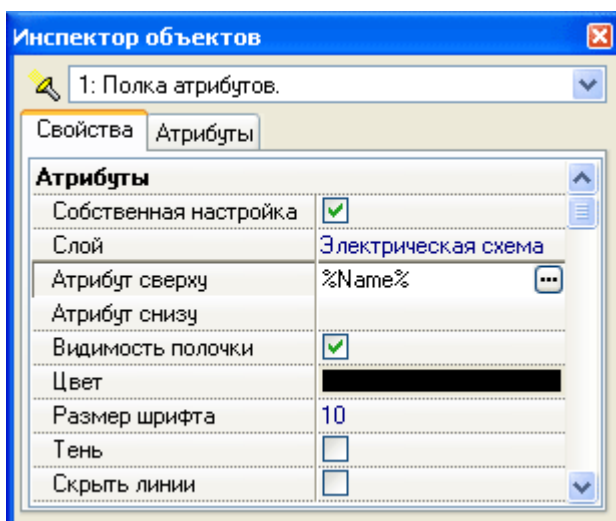 Инспектор объектов
1: Полка атрибутов.
Свойства Атрибуты
Атрибуты
Собственная настройка
Слой Электрическая схема
Атрибут сверху %Name% ...
Атрибут снизу
Видимость полочки
Цвет
Размер шрифта 10
Тень
Скрыть линии